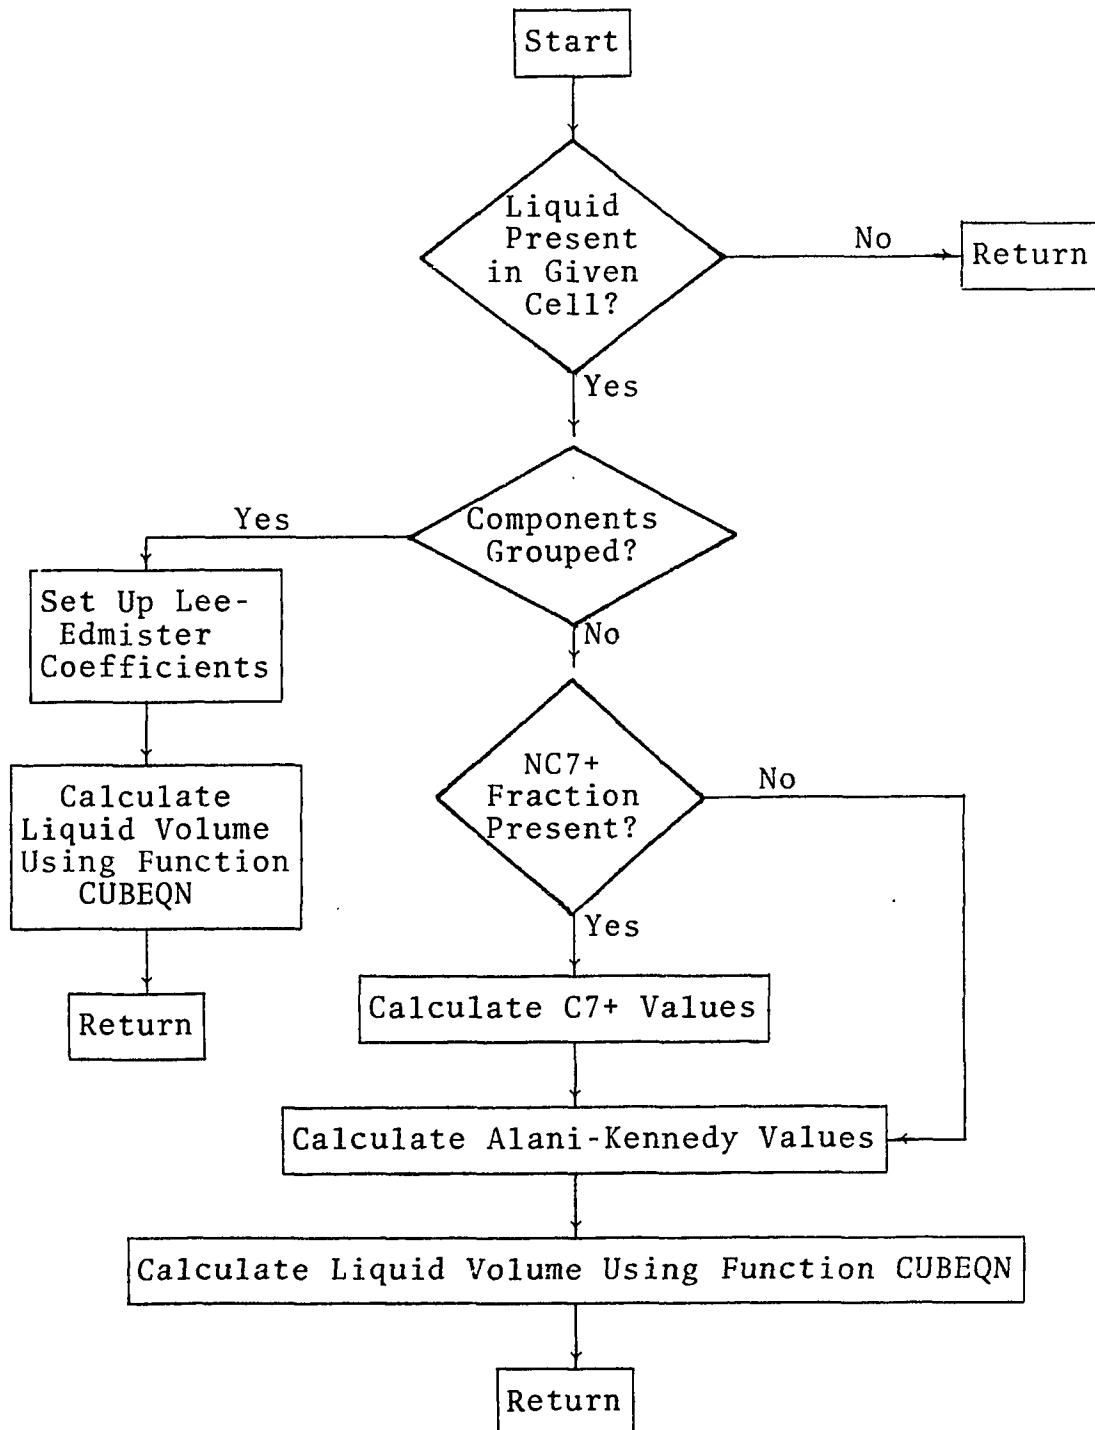 Start
Liquid
Present
in Given
Cell?
No
Return
Yes
Components
Grouped?
Yes
Set Up Lee-
Edmister
Coefficients
No
Calculate
Liquid Volume
Using Function
CUBEQN
Return
NC7+
Fraction
Present?
No
Yes
Calculate C7+ Values
Calculate Alani-Kennedy Values
Calculate Liquid Volume Using Function CUBEQN
Return